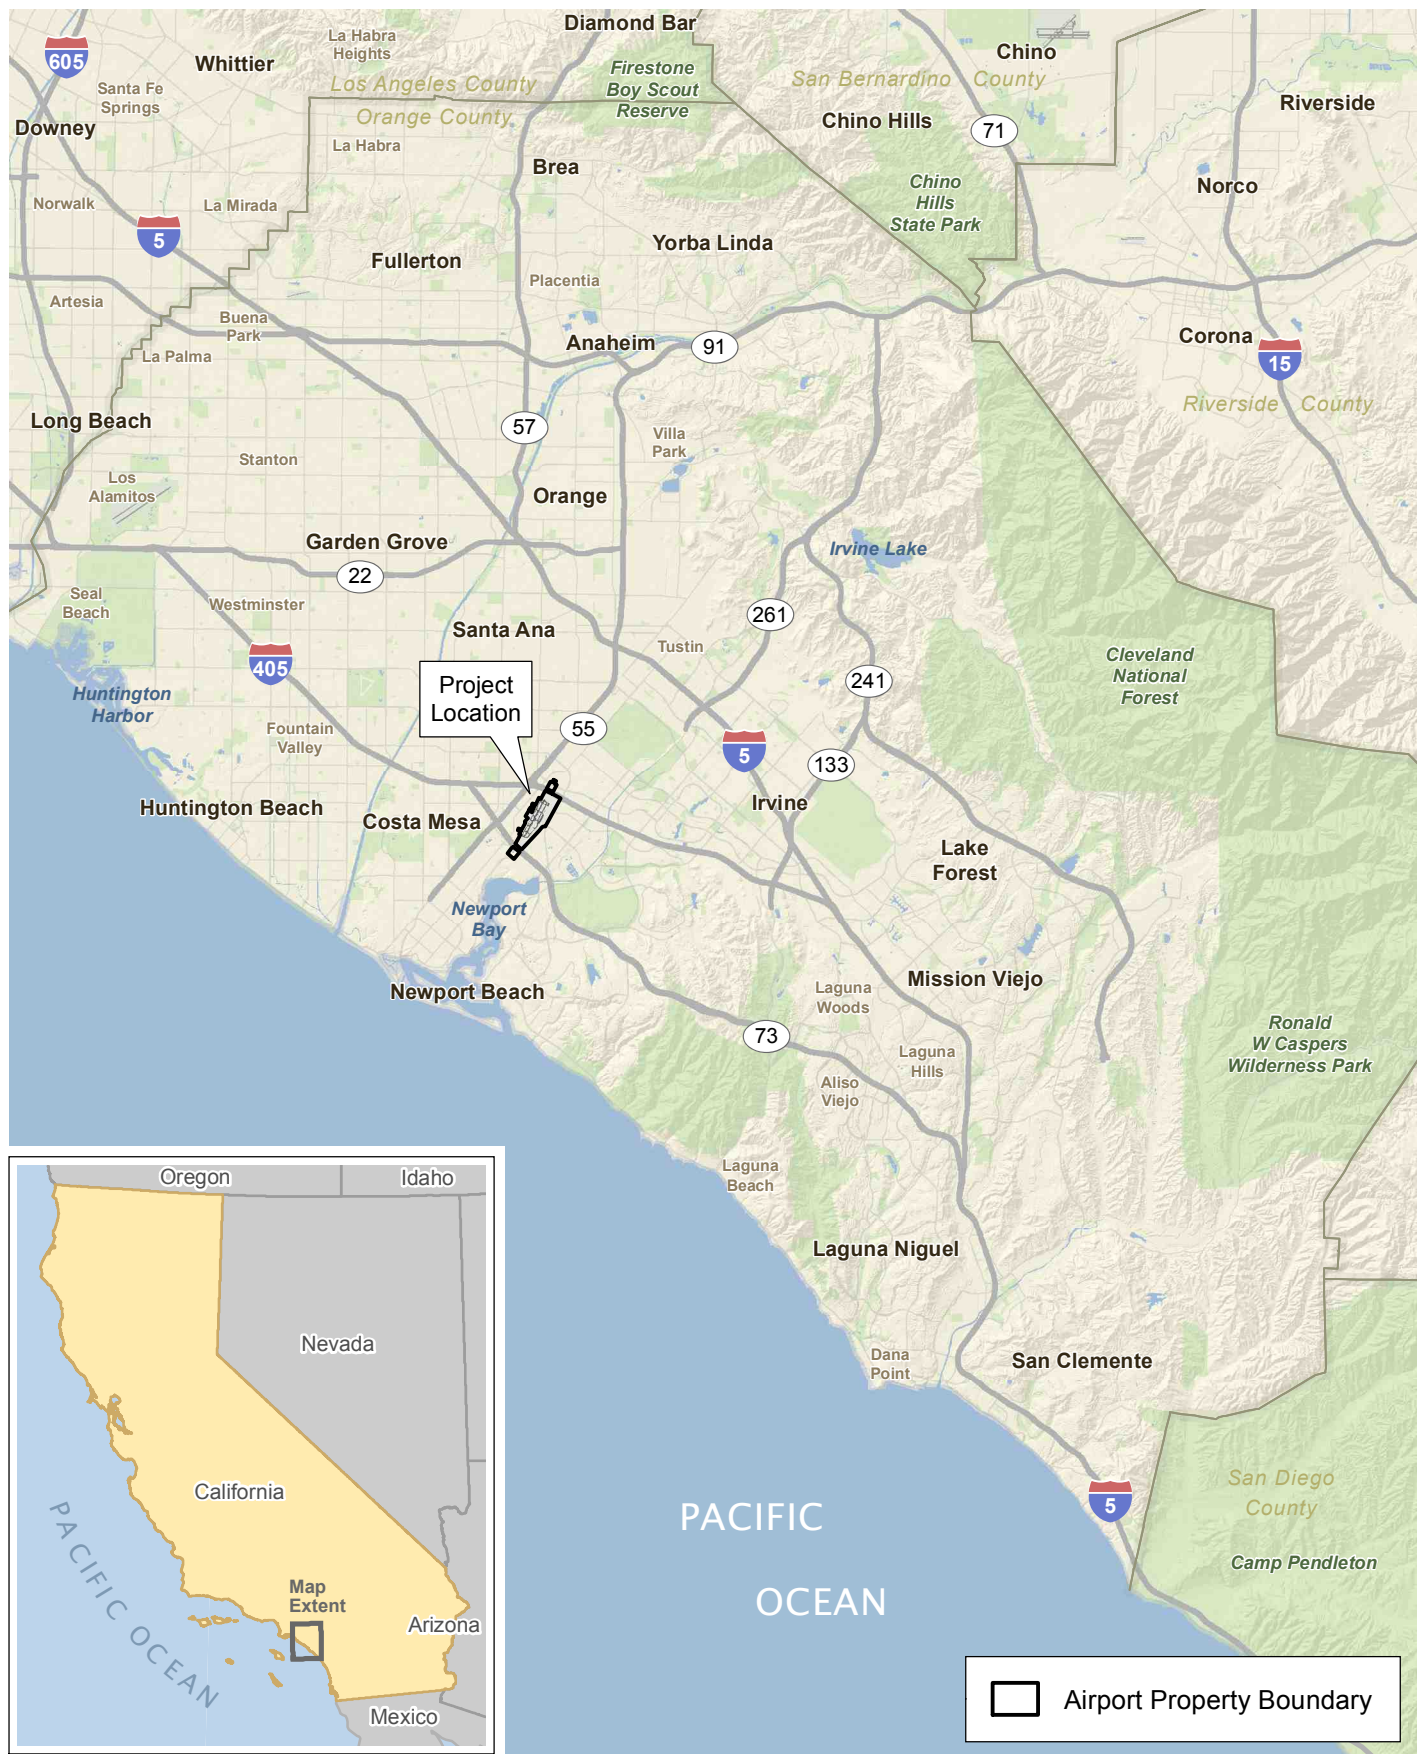 Diamond Bar
La Habra
Heights
Whittier
605
Chino
Firestone
Boy Scout
Reserve
Los Angeles County
San Bernardino County
Santa Fe
Springs
Riverside
Orange County
Downey
Chino Hills
71
La Habra
Brea
Norco
Chino
Hills
State Park
Norwalk
La Mirada
5
Yorba Linda
Fullerton
Placentia
Artesia
Buena
Park
Corona
Anaheim
91
La Palma
15
Riverside County
Long Beach
57
Villa
Park
Stanton
Los
Alamitos
Orange
Garden Grove
Irvine Lake
22
Seal
Beach
Westminster
261
Santa Ana
Tustin
405
Cleveland
National
Forest
Project
Location
241
Huntington
Harbor
Fountain
Valley
55
5
133
Huntington Beach
Costa Mesa
Irvine
Lake
Forest
Newport
Bay
Mission Viejo
Newport Beach
Laguna
Woods
73
Ronald
W Caspers
Wilderness Park
Laguna
Hills
Aliso
Viejo
Laguna
Beach
Laguna Niguel
Dana
Point
San Clemente
San Diego
County
5
Camp Pendleton
PACIFIC
OCEAN
Oregon
Idaho
Nevada
California
PACIFIC OCEAN
Map
Extent
Arizona
Mexico
Airport Property Boundary